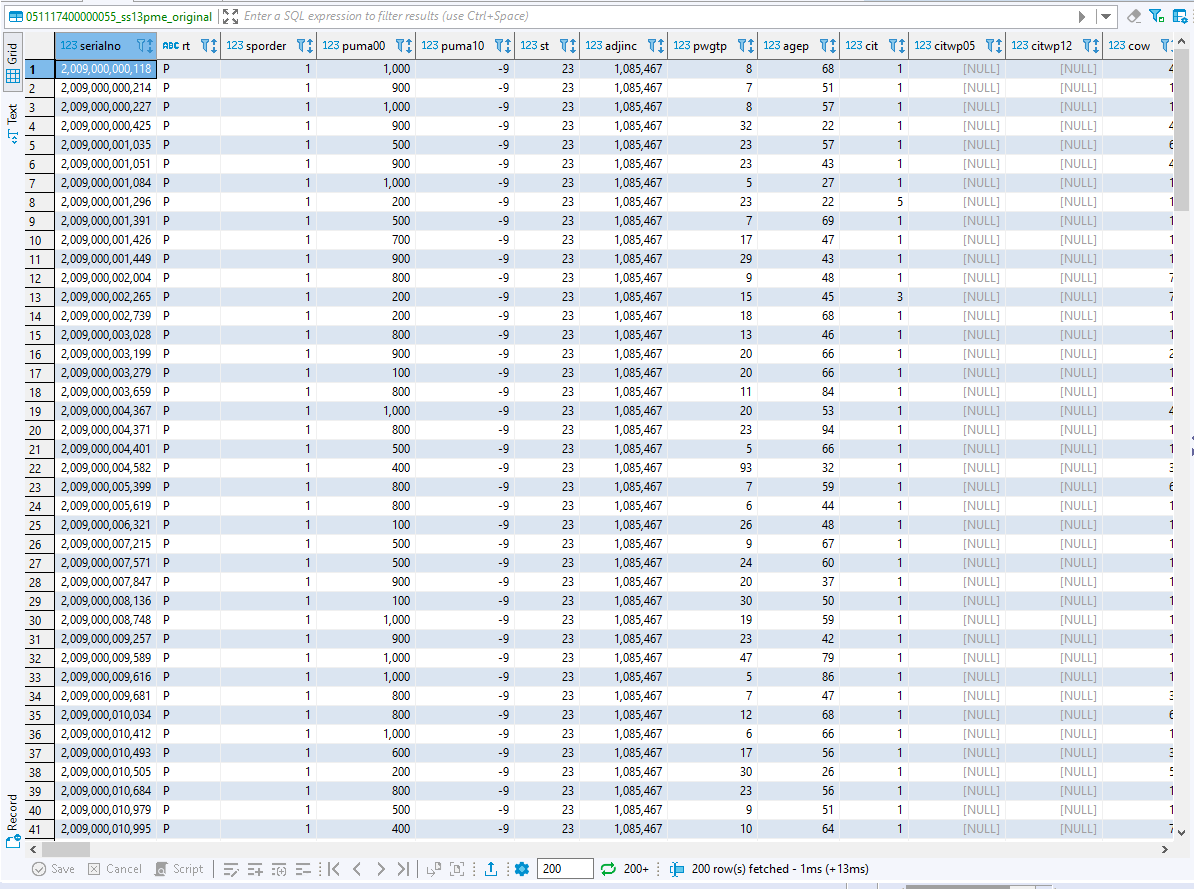 051117400000055_ss13pme_original Enter a SQL expression to filter results (use Ctrl+Space)
Grid
Text
Record
123 serialno ABC rt 123 sporder 123 puma00 123 puma10 123 st 123 adjinc 123 pwgtp 123 agep 123 cit 123 citwp05 123 citwp12 123 cow
1 2,009,000,000,118 P 1 1,000 -9 23 1,085,467 8 68 1 [NULL] [NULL] 4
2 2,009,000,000,214 P 1 900 -9 23 1,085,467 7 51 1 [NULL] [NULL] 1
3 2,009,000,000,227 P 1 1,000 -9 23 1,085,467 8 57 1 [NULL] [NULL] 1
4 2,009,000,000,425 P 1 900 -9 23 1,085,467 32 22 1 [NULL] [NULL] 4
5 2,009,000,001,035 P 1 500 -9 23 1,085,467 23 57 1 [NULL] [NULL] 6
6 2,009,000,001,051 P 1 900 -9 23 1,085,467 23 43 1 [NULL] [NULL] 4
7 2,009,000,001,084 P 1 1,000 -9 23 1,085,467 5 27 1 [NULL] [NULL] 1
8 2,009,000,001,296 P 1 200 -9 23 1,085,467 23 22 5 [NULL] [NULL] 1
9 2,009,000,001,391 P 1 500 -9 23 1,085,467 7 69 1 [NULL] [NULL] 1
10 2,009,000,001,426 P 1 700 -9 23 1,085,467 17 47 1 [NULL] [NULL] 1
11 2,009,000,001,449 P 1 900 -9 23 1,085,467 29 43 1 [NULL] [NULL] 1
12 2,009,000,002,004 P 1 800 -9 23 1,085,467 9 48 1 [NULL] [NULL] 7
13 2,009,000,002,265 P 1 200 -9 23 1,085,467 15 45 3 [NULL] [NULL] 7
14 2,009,000,002,739 P 1 200 -9 23 1,085,467 18 68 1 [NULL] [NULL] 1
15 2,009,000,003,028 P 1 800 -9 23 1,085,467 13 46 1 [NULL] [NULL] 1
16 2,009,000,003,199 P 1 900 -9 23 1,085,467 20 66 1 [NULL] [NULL] 2
17 2,009,000,003,279 P 1 100 -9 23 1,085,467 20 66 1 [NULL] [NULL] 1
18 2,009,000,003,659 P 1 800 -9 23 1,085,467 11 84 1 [NULL] [NULL] 1
19 2,009,000,004,367 P 1 1,000 -9 23 1,085,467 20 53 1 [NULL] [NULL] 4
20 2,009,000,004,371 P 1 800 -9 23 1,085,467 23 94 1 [NULL] [NULL] 1
21 2,009,000,004,401 P 1 500 -9 23 1,085,467 5 66 1 [NULL] [NULL] 1
22 2,009,000,004,582 P 1 400 -9 23 1,085,467 93 32 1 [NULL] [NULL] 3
23 2,009,000,005,399 P 1 800 -9 23 1,085,467 7 59 1 [NULL] [NULL] 6
24 2,009,000,005,619 P 1 800 -9 23 1,085,467 6 44 1 [NULL] [NULL] 1
25 2,009,000,006,321 P 1 100 -9 23 1,085,467 26 48 1 [NULL] [NULL] 1
26 2,009,000,007,215 P 1 500 -9 23 1,085,467 9 67 1 [NULL] [NULL] 1
27 2,009,000,007,571 P 1 500 -9 23 1,085,467 24 60 1 [NULL] [NULL] 1
28 2,009,000,007,847 P 1 900 -9 23 1,085,467 20 37 1 [NULL] [NULL] 1
29 2,009,000,008,136 P 1 100 -9 23 1,085,467 30 50 1 [NULL] [NULL] 1
30 2,009,000,008,748 P 1 1,000 -9 23 1,085,467 19 59 1 [NULL] [NULL] 1
31 2,009,000,009,257 P 1 900 -9 23 1,085,467 23 42 1 [NULL] [NULL] 1
32 2,009,000,009,589 P 1 1,000 -9 23 1,085,467 47 79 1 [NULL] [NULL] 1
33 2,009,000,009,616 P 1 1,000 -9 23 1,085,467 5 86 1 [NULL] [NULL] 1
34 2,009,000,009,681 P 1 800 -9 23 1,085,467 7 47 1 [NULL] [NULL] 3
35 2,009,000,010,034 P 1 800 -9 23 1,085,467 12 68 1 [NULL] [NULL] 6
36 2,009,000,010,412 P 1 1,000 -9 23 1,085,467 6 66 1 [NULL] [NULL] 1
37 2,009,000,010,493 P 1 600 -9 23 1,085,467 17 56 1 [NULL] [NULL] 3
38 2,009,000,010,505 P 1 200 -9 23 1,085,467 30 26 1 [NULL] [NULL] 5
39 2,009,000,010,684 P 1 800 -9 23 1,085,467 23 56 1 [NULL] [NULL] 1
40 2,009,000,010,979 P 1 500 -9 23 1,085,467 9 51 1 [NULL] [NULL] 1
41 2,009,000,010,995 P 1 400 -9 23 1,085,467 10 64 1 [NULL] [NULL] 7
Save Cancel Script 200 200+ 200 row(s) fetched - 1ms (+13ms)